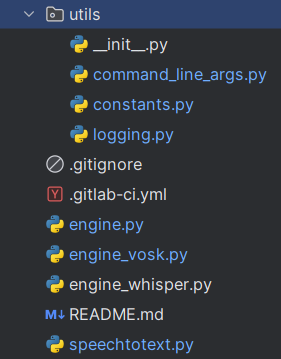 utils
__init__.py
command_line_args.py
constants.py
logging.py
.gitignore
Y .gitlab-ci.yml
engine.py
engine_vosk.py
engine_whisper.py
M↓ README.md
speechtotext.py